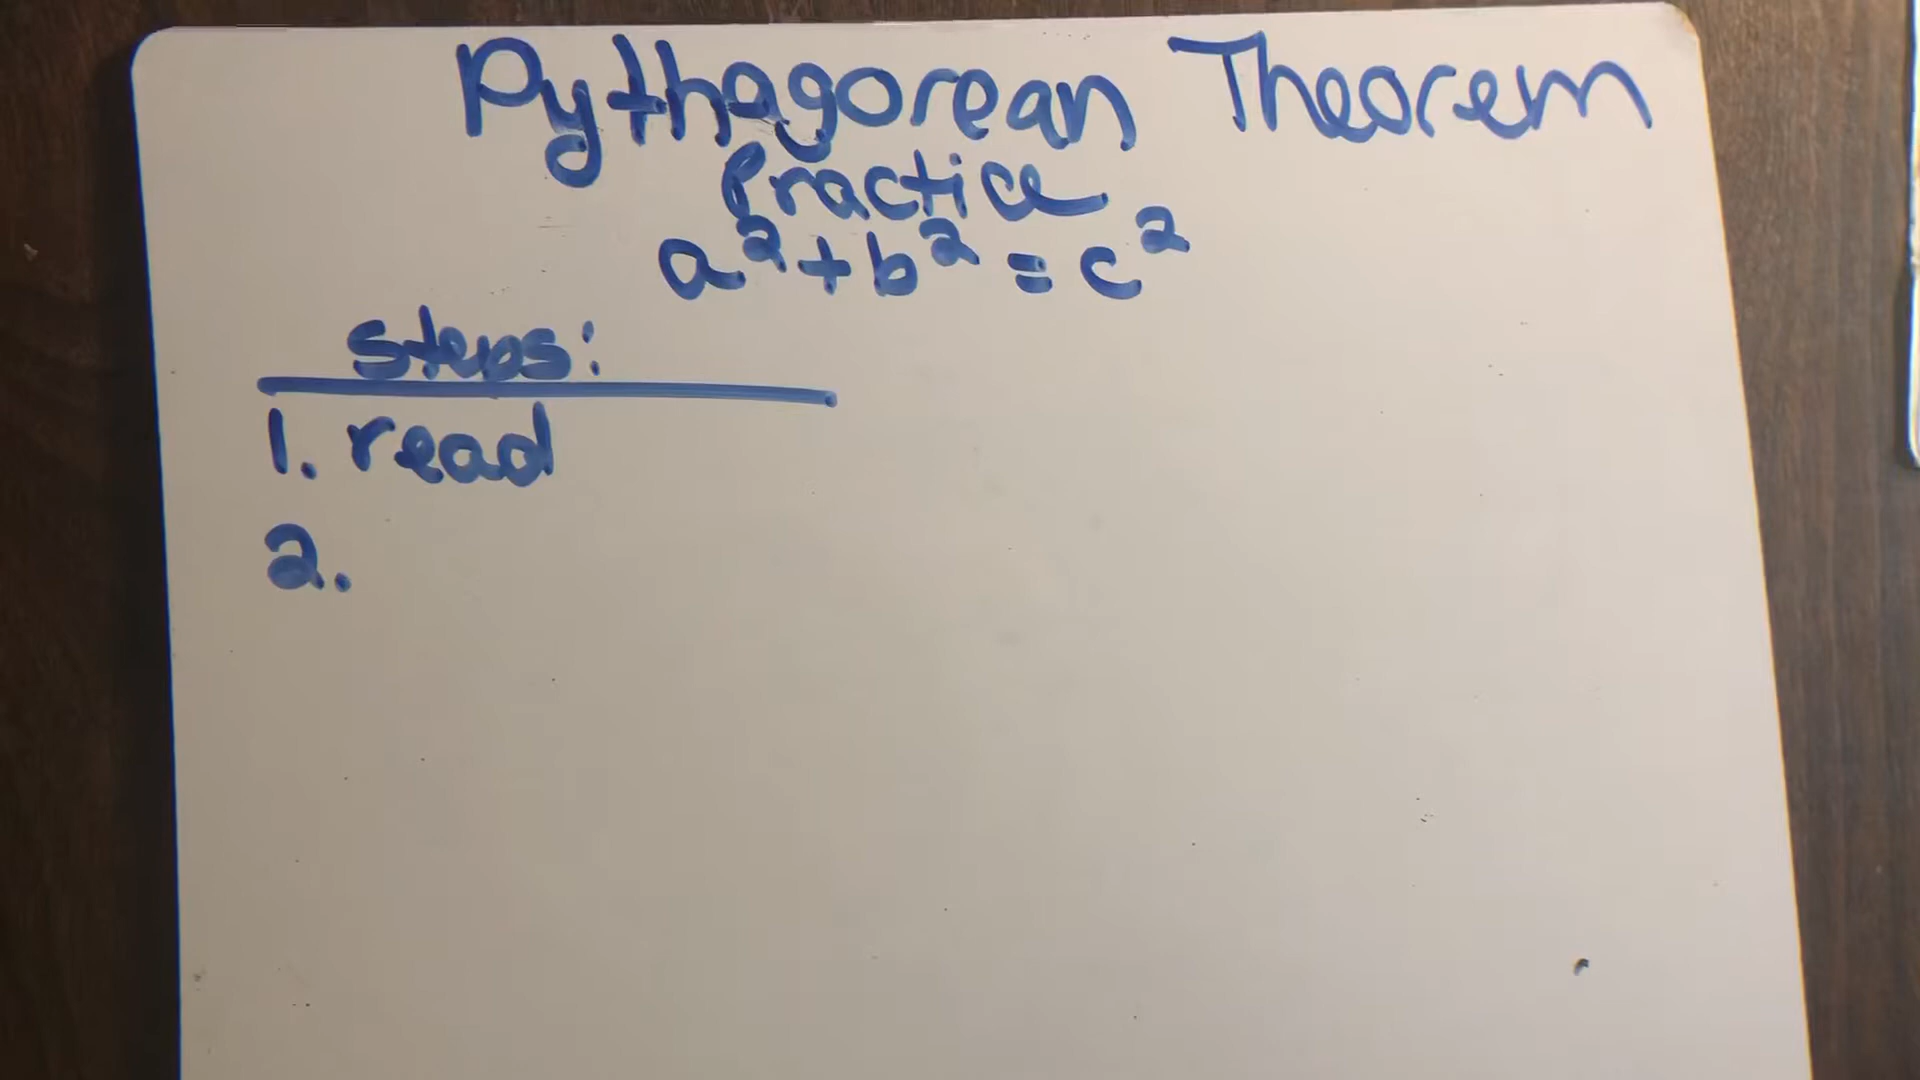 Pythagorean Theorem
Practice
a²+b²=c²
steps:
1. read
2.